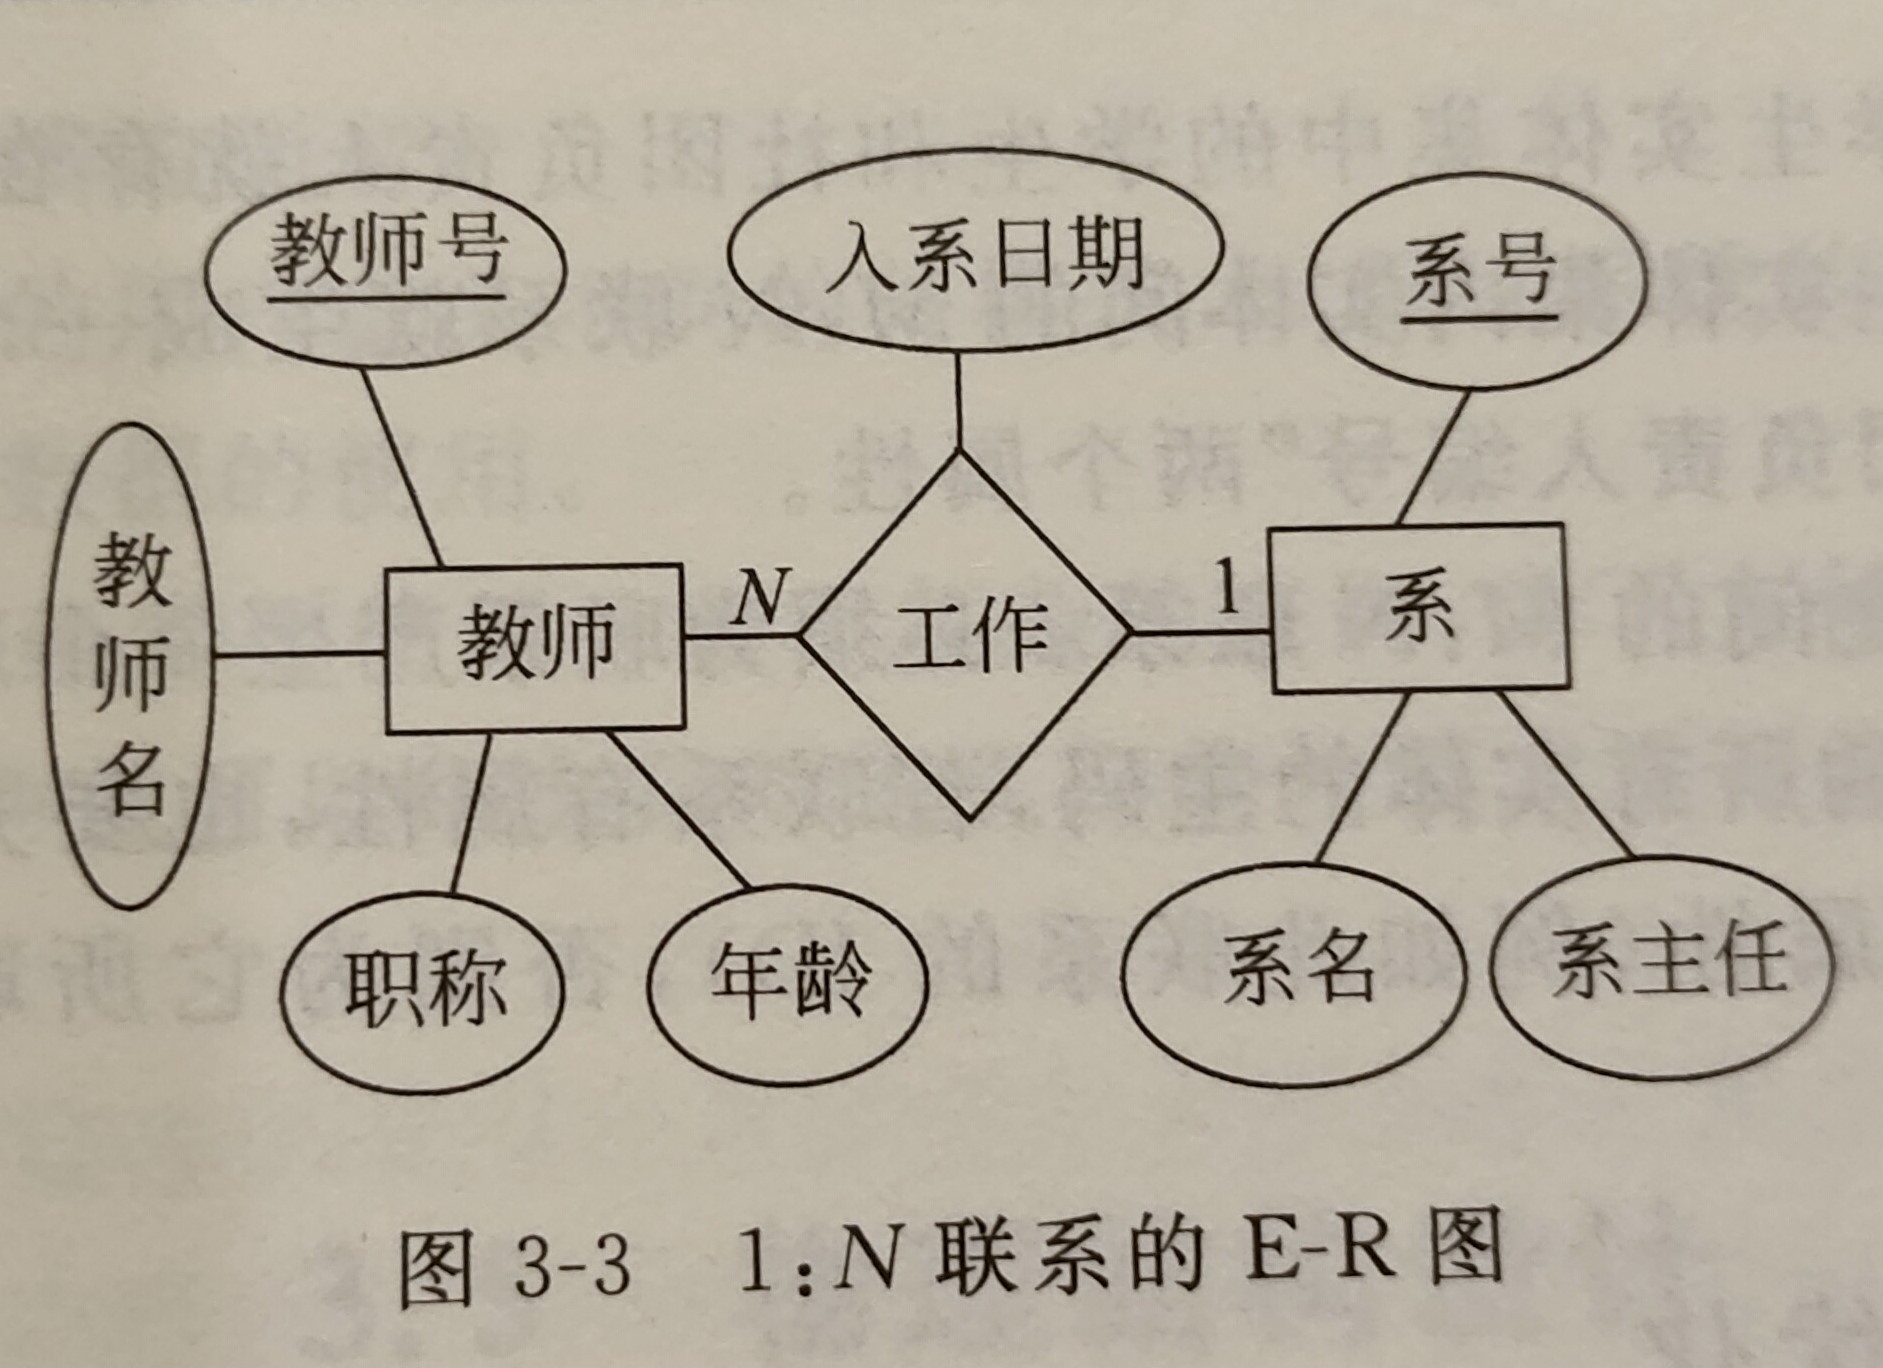 教师号
入系日期
系号
教师名
教师
N
工作
1
系
职称
年龄
系名
系主任
图 3-3 1:N 联系的 E-R 图